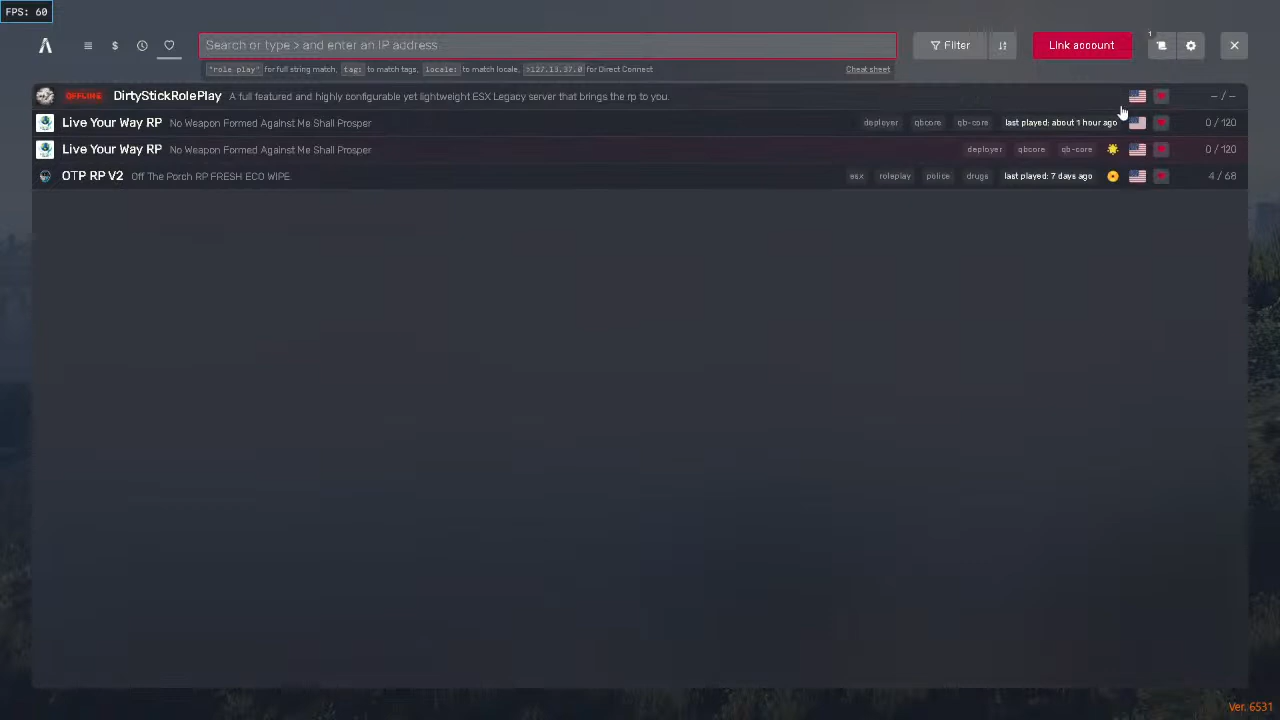 FPS: 60
$ Search or type > and enter an IP address Filter Link account 1
"role play" for full string match, tag: to match tags, locale: to match locale, >127.13.37.0 for Direct Connect Cheat sheet
OFFLINE DirtyStickRolePlay A full featured and highly configurable yet lightweight ESX Legacy server that brings the rp to you. – / –
Live Your Way RP No Weapon Formed Against Me Shall Prosper deployer qbcore qb-core last played: about 1 hour ago 0 / 120
Live Your Way RP No Weapon Formed Against Me Shall Prosper deployer qbcore qb-core 0 / 120
OTP RP V2 Off The Porch RP FRESH ECO WIPE esx roleplay police drugs last played: 7 days ago 4 / 68
Ver. 6531